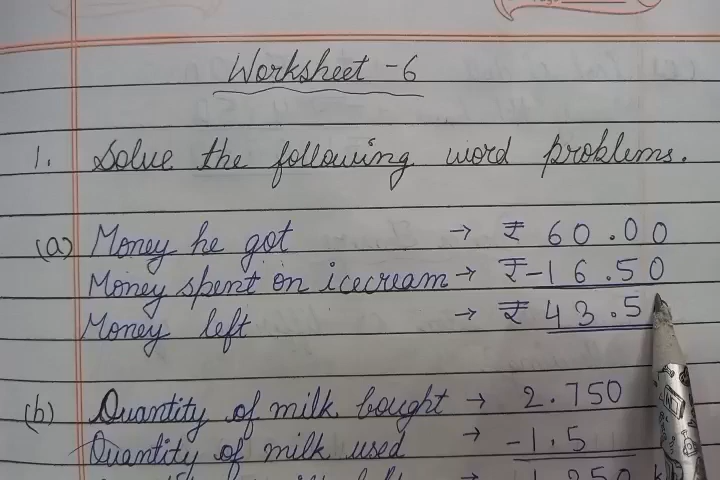 Worksheet - 6
1. Solve the following word problems.
(a) Money he got → ₹ 60.00
Money spent on icecream → ₹ -16.50
Money left → ₹ 43.5
(b) Quantity of milk bought → 2.750
Quantity of milk used → -1.5